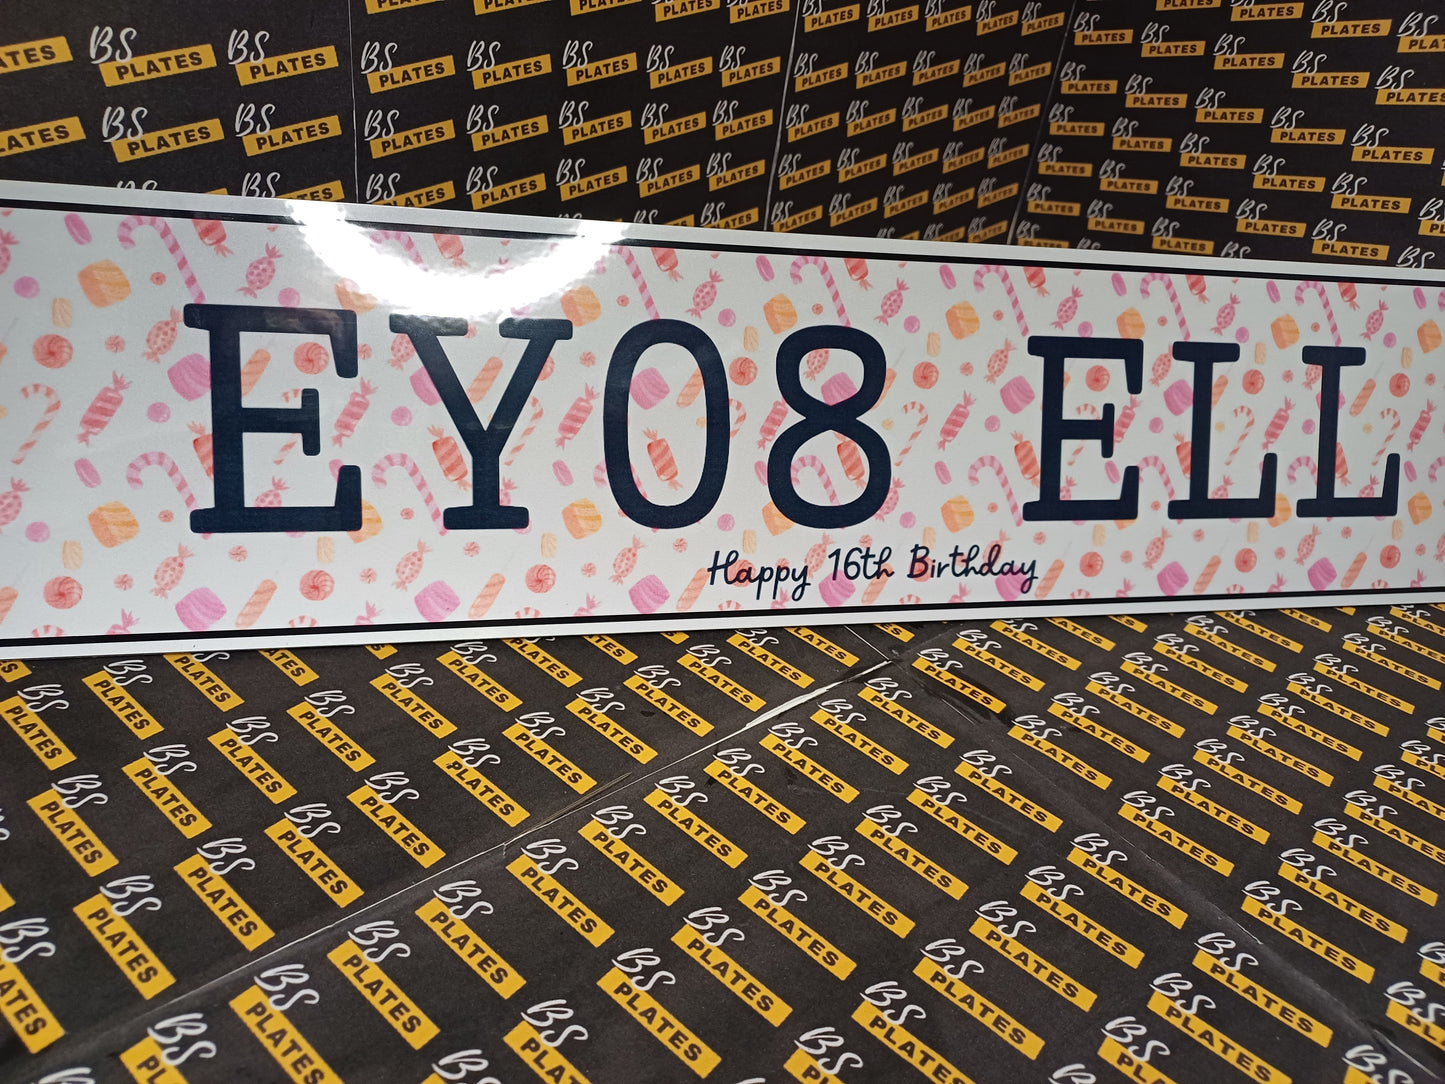 EY08 ELL
Happy 16th Birthday
BS
PLATES